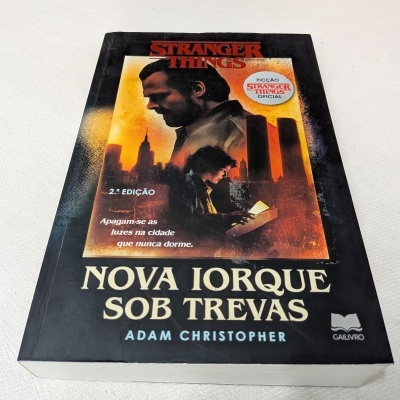 STRANGER
THINGS
FICÇÃO
STRANGER
THINGS
OFICIAL
2.ª EDIÇÃO
Apagam-se as
luzes na cidade
que nunca dorme.
NOVA IORQUE
SOB TREVAS
ADAM CHRISTOPHER
GAILIVRO